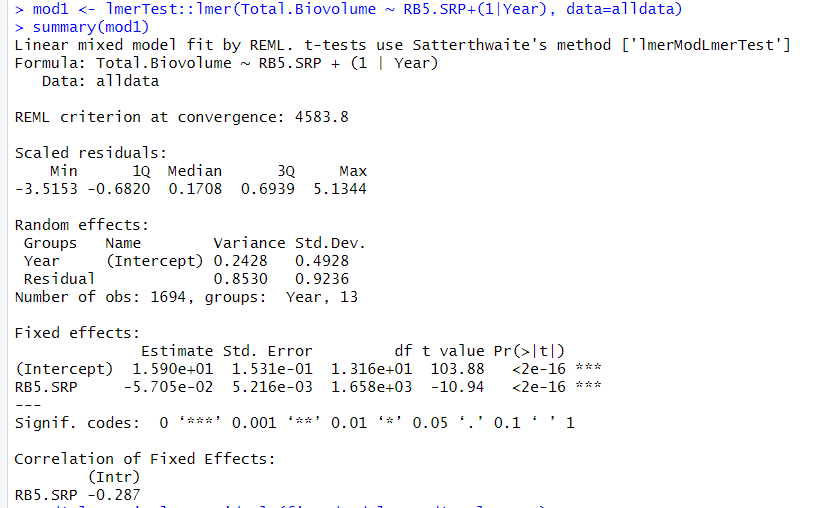 > mod1 <- lmerTest::lmer(Total.Biovolume ~ RB5.SRP+(1|Year), data=alldata)
> summary(mod1)
Linear mixed model fit by REML. t-tests use Satterthwaite's method ['lmerModLmerTest']
Formula: Total.Biovolume ~ RB5.SRP + (1 | Year)
   Data: alldata

REML criterion at convergence: 4583.8

Scaled residuals:
    Min      1Q  Median      3Q     Max
-3.5153 -0.6820  0.1708  0.6939  5.1344

Random effects:
 Groups   Name        Variance Std.Dev.
 Year     (Intercept) 0.2428   0.4928
 Residual             0.8530   0.9236
Number of obs: 1694, groups:  Year, 13

Fixed effects:
              Estimate Std. Error         df t value Pr(>|t|)
(Intercept)  1.590e+01  1.531e-01  1.316e+01  103.88   <2e-16 ***
RB5.SRP     -5.705e-02  5.216e-03  1.658e+03  -10.94   <2e-16 ***
---
Signif. codes:  0 ‘***’ 0.001 ‘**’ 0.01 ‘*’ 0.05 ‘.’ 0.1 ‘ ’ 1

Correlation of Fixed Effects:
        (Intr)
RB5.SRP -0.287